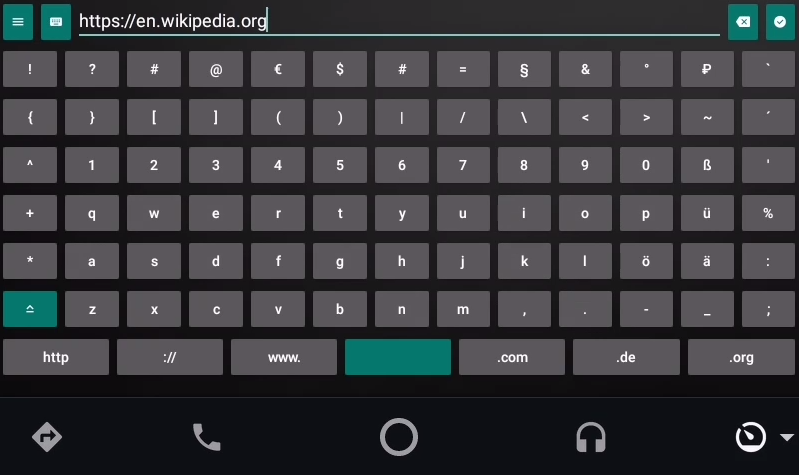 https://en.wikipedia.org
! ? # @ € $ # = § & ° ₽ `
{ } [ ] ( ) | / \ < > ~ ´
^ 1 2 3 4 5 6 7 8 9 0 ß '
+ q w e r t y u i o p ü %
* a s d f g h j k l ö ä :
z x c v b n m , . - _ ;
http :// www. .com .de .org